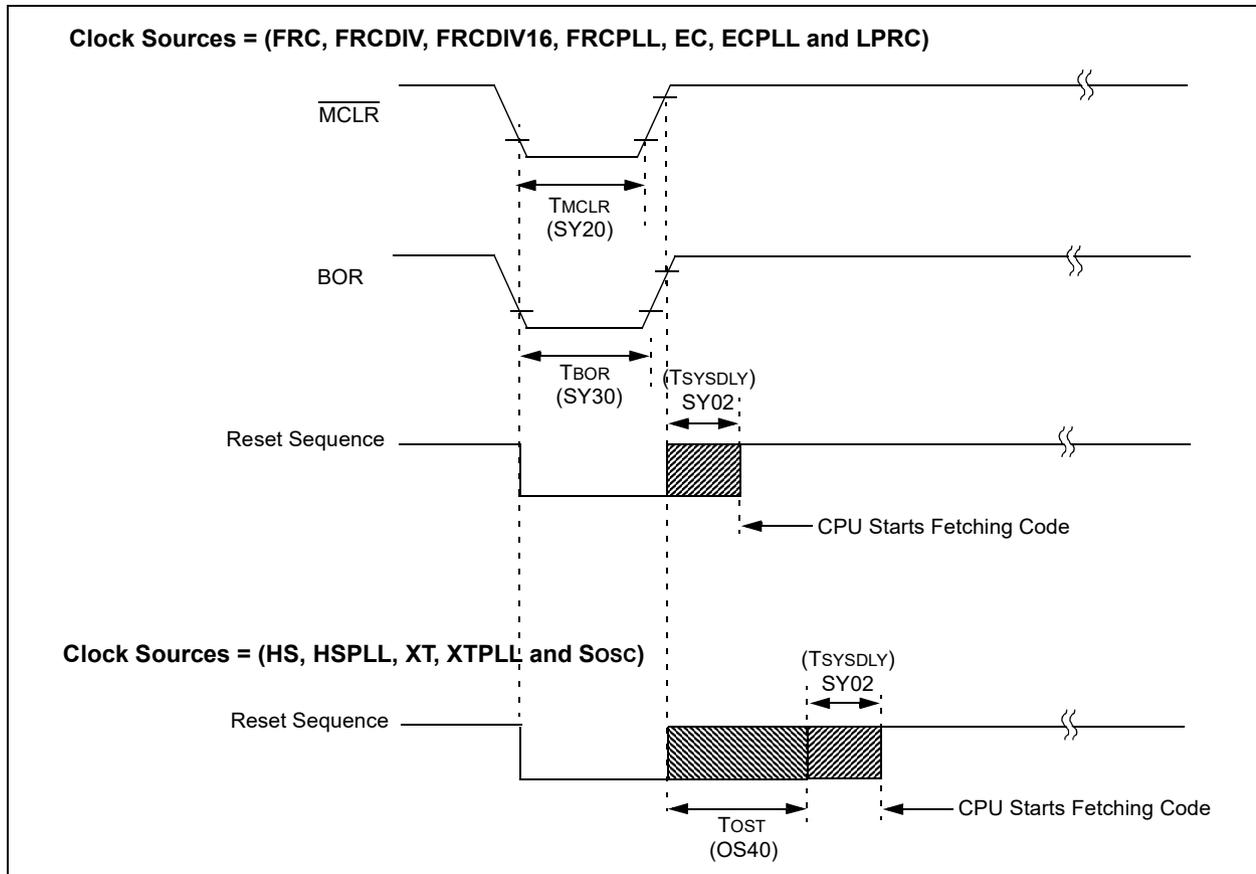 Clock Sources = (FRC, FRCDIV, FRCDIV16, FRCPLL, EC, ECPLL and LPRC)
MCLR
TMCLR
(SY20)
BOR
TBOR
(SY30)
(TSYSDLY)
SY02
Reset Sequence
CPU Starts Fetching Code
Clock Sources = (HS, HSPLL, XT, XTPLL and SOSC)
(TSYSDLY)
SY02
Reset Sequence
CPU Starts Fetching Code
TOST
(OS40)